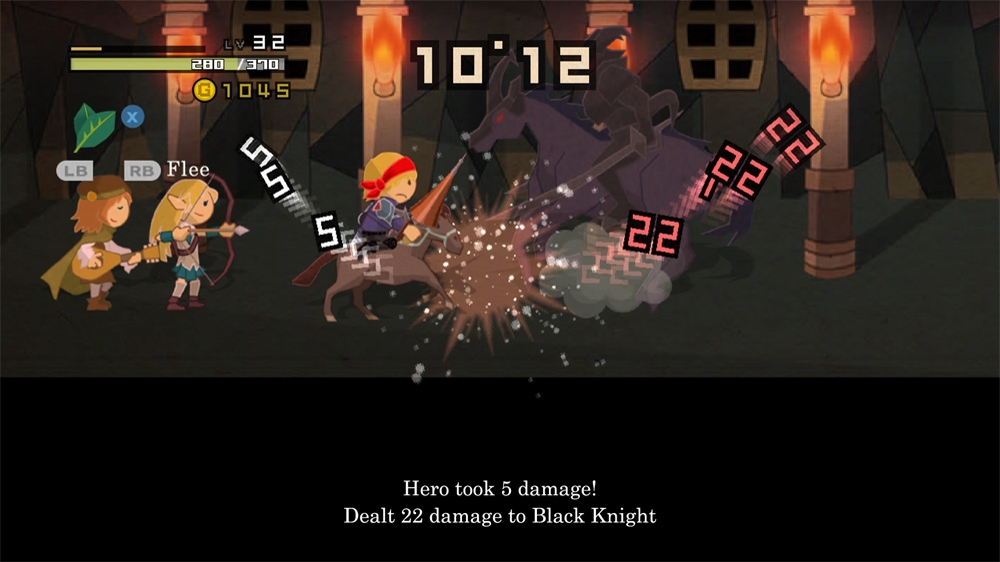 LV 32
280 /370
G 1045
10:12
X
LB RB Flee
55
5
22
22
22
Hero took 5 damage!
Dealt 22 damage to Black Knight